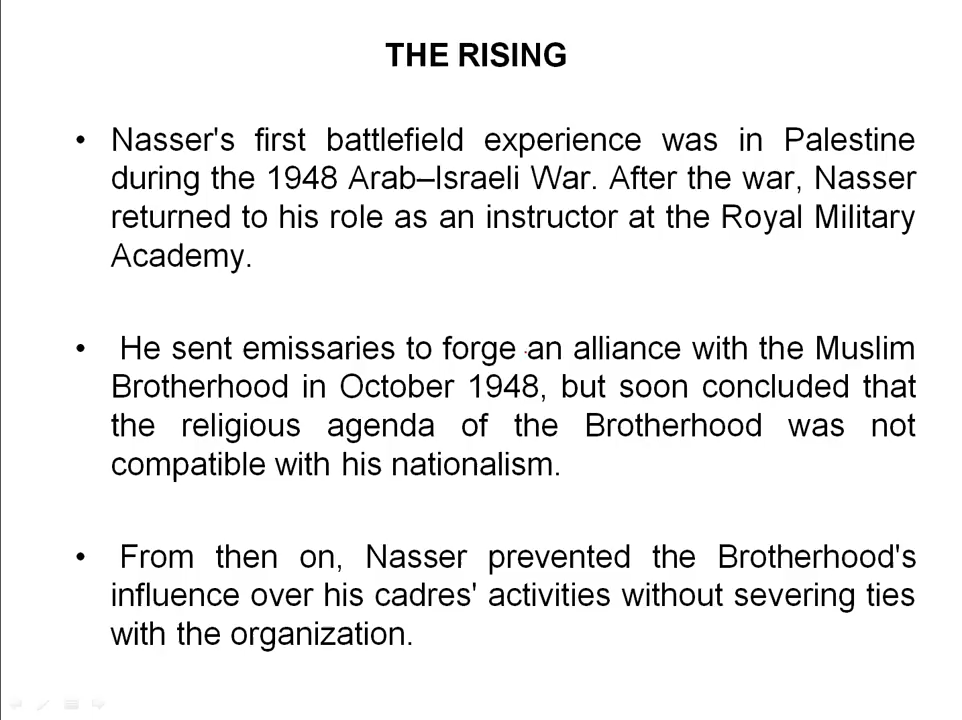 THE RISING
• Nasser's first battlefield experience was in Palestine
during the 1948 Arab–Israeli War. After the war, Nasser
returned to his role as an instructor at the Royal Military
Academy.
• He sent emissaries to forge an alliance with the Muslim
Brotherhood in October 1948, but soon concluded that
the religious agenda of the Brotherhood was not
compatible with his nationalism.
• From then on, Nasser prevented the Brotherhood's
influence over his cadres' activities without severing ties
with the organization.